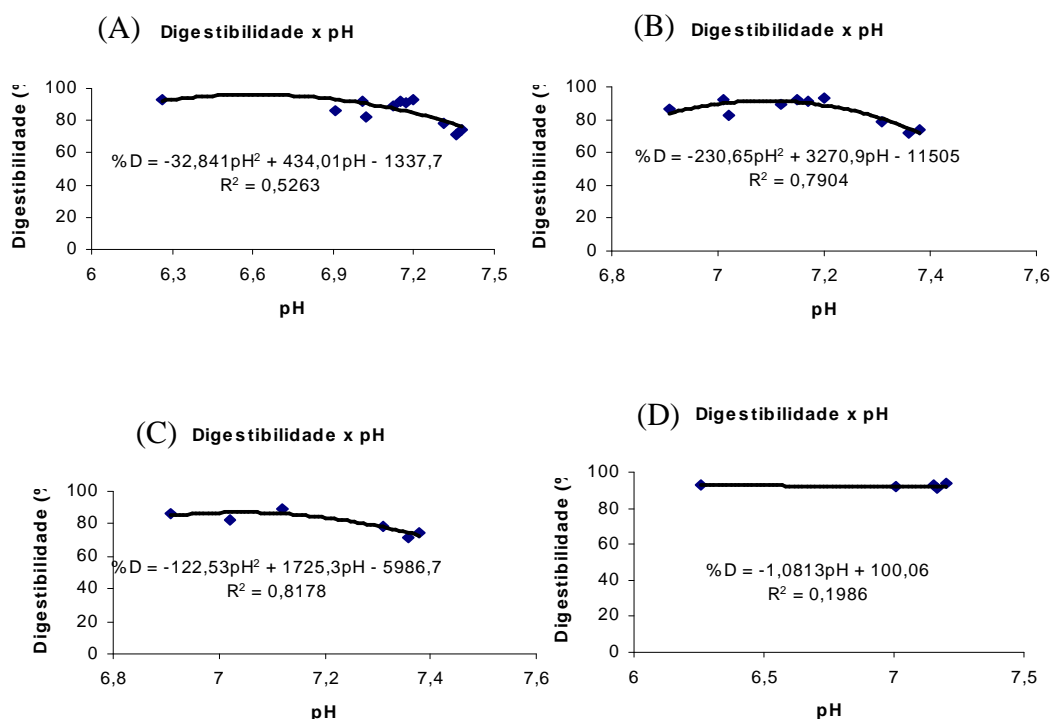 (A) Digestibilidade x pH
Digestibilidade (%
100
80
60
40
20
0
%D = -32,841pH² + 434,01pH - 1337,7
R² = 0,5263
6 6,3 6,6 6,9 7,2 7,5
pH
(B) Digestibilidade x pH
Digestibilidade (%
100
80
60
40
20
0
%D = -230,65pH² + 3270,9pH - 11505
R² = 0,7904
6,8 7 7,2 7,4 7,6
pH
(C) Digestibilidade x pH
Digestibilidade (%
100
80
60
40
20
0
%D = -122,53pH² + 1725,3pH - 5986,7
R² = 0,8178
6,8 7 7,2 7,4 7,6
pH
(D) Digestibilidade x pH
Digestibilidade (%
100
80
60
40
20
0
%D = -1,0813pH + 100,06
R² = 0,1986
6 6,5 7 7,5
pH